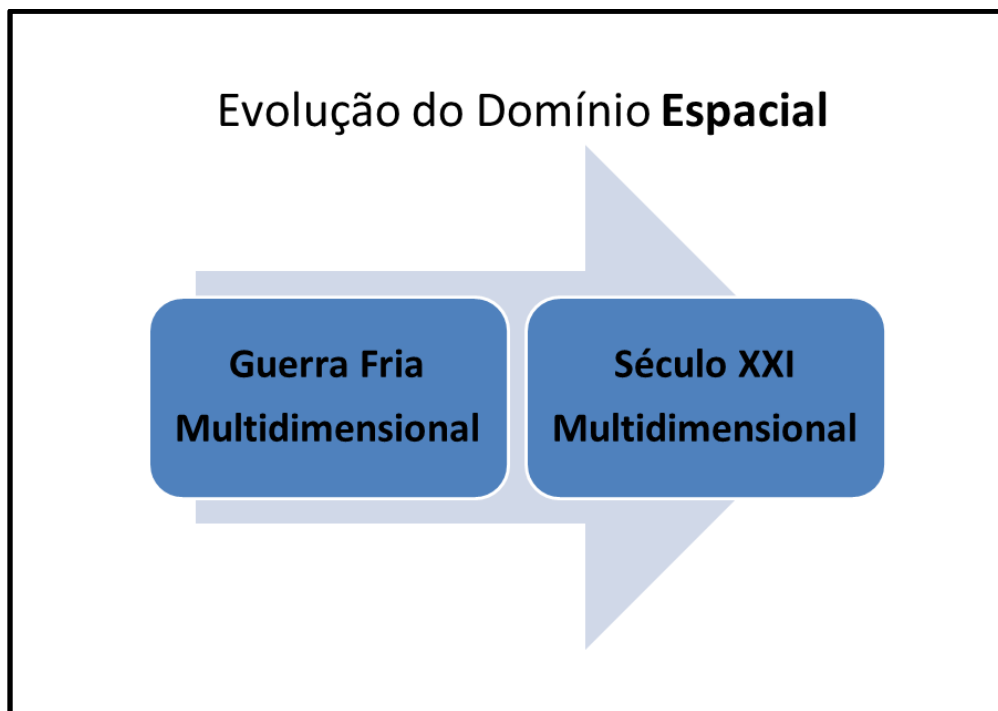 Evolução do Domínio Espacial
Guerra Fria
Multidimensional
Século XXI
Multidimensional